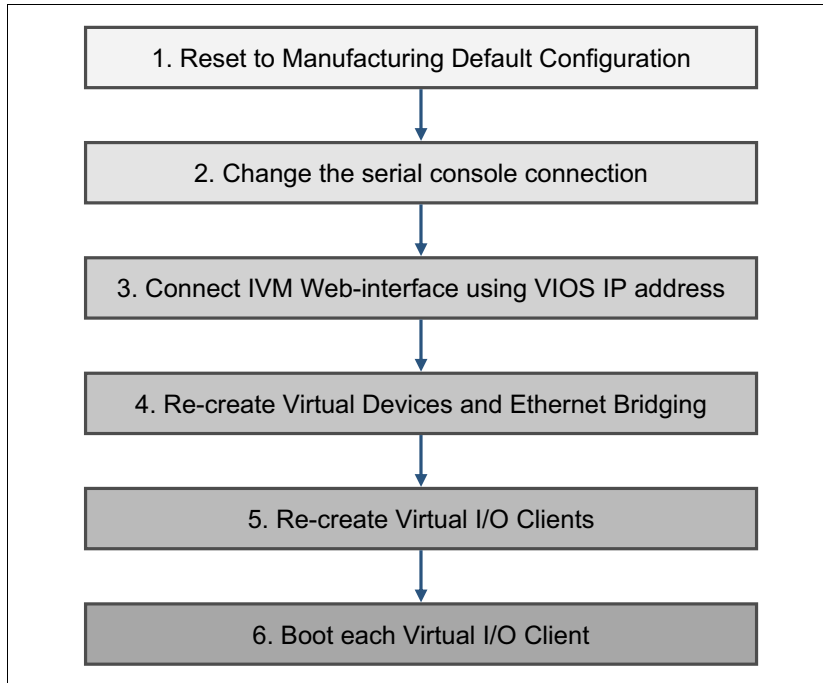 1. Reset to Manufacturing Default Configuration
2. Change the serial console connection
3. Connect IVM Web-interface using VIOS IP address
4. Re-create Virtual Devices and Ethernet Bridging
5. Re-create Virtual I/O Clients
6. Boot each Virtual I/O Client